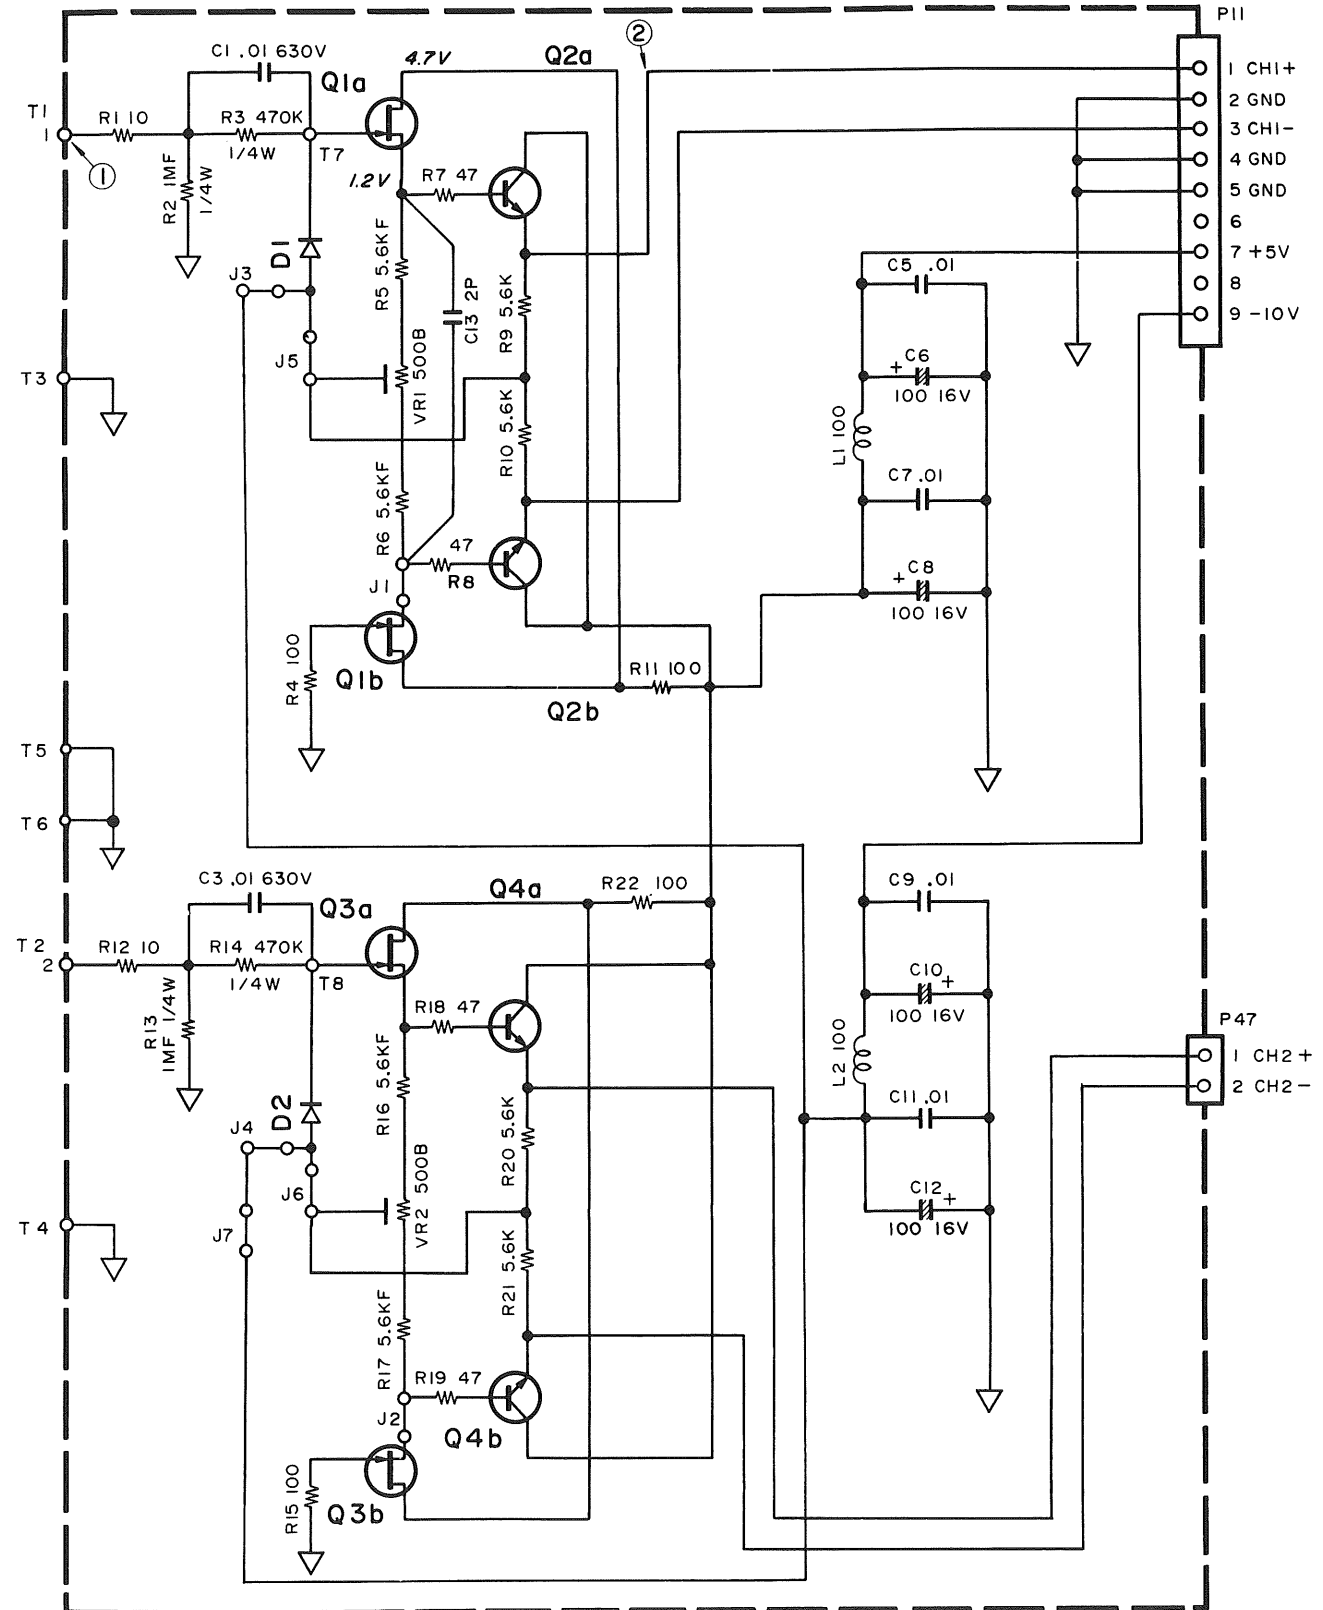 P11
C1 .01 630V
4.7V
2
Q2a
Q1a
1 CH1+
T1
1
R1 10
R3 470K
1/4W
T7
2 GND
3 CH1-
1
R2 1MF
1/4W
1.2V
R7 47
4 GND
5 GND
6
D1
R5 5.6KF
7 +5V
J3
C13 2P
R9 5.6K
C5 .01
8
9 -10V
J5
VR1 500B
C6
+
100 16V
T3
R10 5.6K
L1 100
C7 .01
R6 5.6KF
47
R8
J1
+ C8
100 16V
R4 100
Q1b
R11 100
Q2b
T5
T6
C3 .01 630V
Q3a
Q4a
R22 100
C9 .01
T2
2
R12 10
R14 470K
1/4W
T8
R13
1MF 1/4W
R18 47
C10
+
100 16V
P47
R16 5.6KF
L2 100
1 CH2+
2 CH2-
D2
R20 5.6K
C11 .01
J4
J6
VR2 500B
C12
+
100 16V
T4
J7
R21 5.6K
R17 5.6KF
R19 47
J2
Q4b
R15 100
Q3b